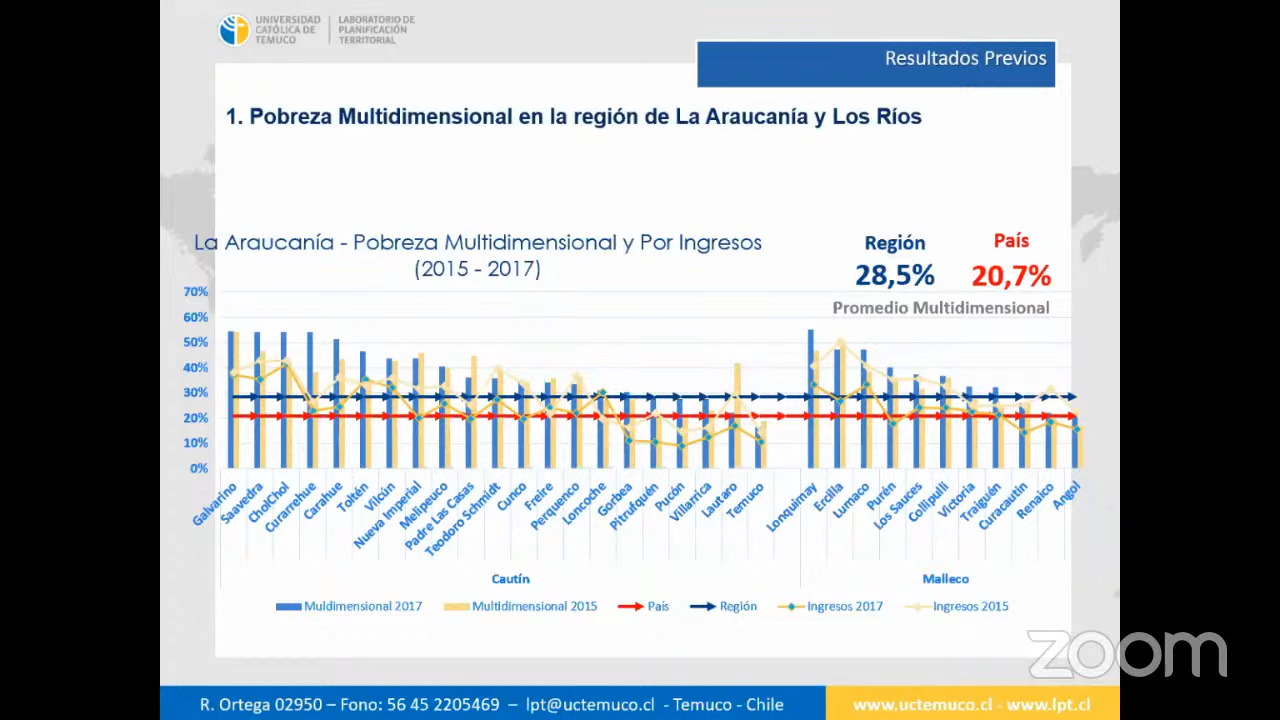 UNIVERSIDAD
CATÓLICA DE
TEMUCO
LABORATORIO DE
PLANIFICACIÓN
TERRITORIAL
Resultados Previos
1. Pobreza Multidimensional en la región de La Araucanía y Los Ríos
La Araucanía - Pobreza Multidimensional y Por Ingresos
(2015 - 2017)
Región
28,5%
País
20,7%
Promedio Multidimensional
70%
60%
50%
40%
30%
20%
10%
0%
Galvarino
Saavedra
CholChol
Curarrehue
Carahue
Toltén
Vilcún
Nueva Imperial
Melipeuco
Padre Las Casas
Teodoro Schmidt
Cunco
Freire
Perquenco
Loncoche
Gorbea
Pitrufquén
Pucón
Villarrica
Lautaro
Temuco
Lonquimay
Ercilla
Lumaco
Purén
Los Sauces
Collipulli
Victoria
Traiguén
Curacautín
Renaico
Angol
Cautín
Malleco
Muldimensional 2017
Multidimensional 2015
País
Región
Ingresos 2017
Ingresos 2015
zoom
R. Ortega 02950 – Fono: 56 45 2205469 – lpt@uctemuco.cl - Temuco - Chile
www.uctemuco.cl - www.lpt.cl